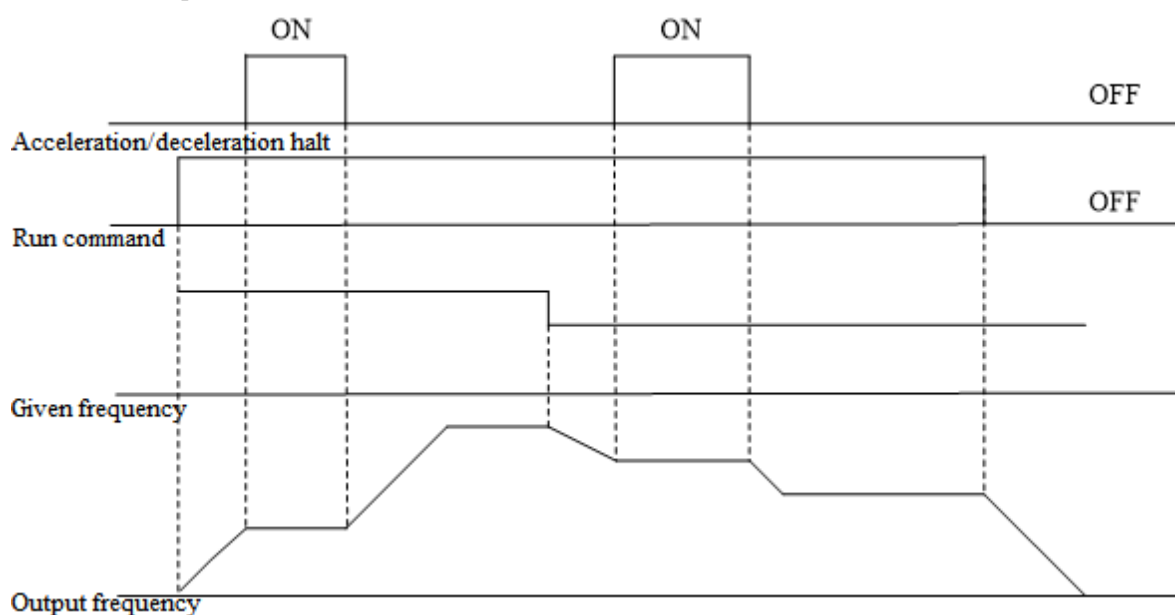 ON ON
OFF
Acceleration/deceleration halt
OFF
Run command
Given frequency
Output frequency